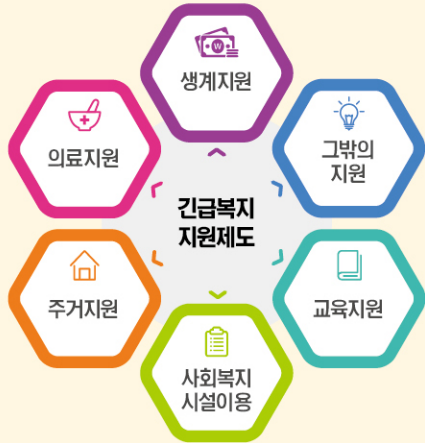 생계지원
의료지원
그밖의
지원
긴급복지
지원제도
주거지원
교육지원
사회복지
시설이용